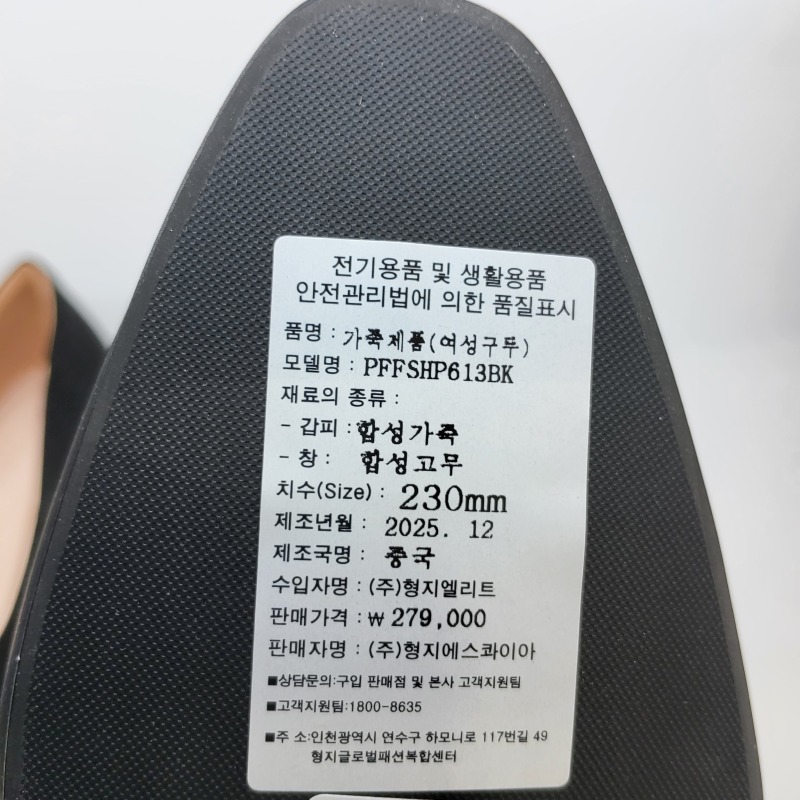 전기용품 및 생활용품
안전관리법에 의한 품질표시
품명 : 가죽제품(여성구두)
모델명 : PFFSHP613BK
재료의 종류 :
- 갑피 : 합성가죽
- 창 : 합성고무
치수(Size) : 230mm
제조년월 : 2025. 12
제조국명 : 중국
수입자명 : (주)형지엘리트
판매가격 : ₩ 279,000
판매자명 : (주)형지에스콰이아
■상담문의:구입 판매점 및 본사 고객지원팀
■고객지원팀:1800-8635
■주 소:인천광역시 연수구 하모니로 117번길 49
형지글로벌패션복합센터